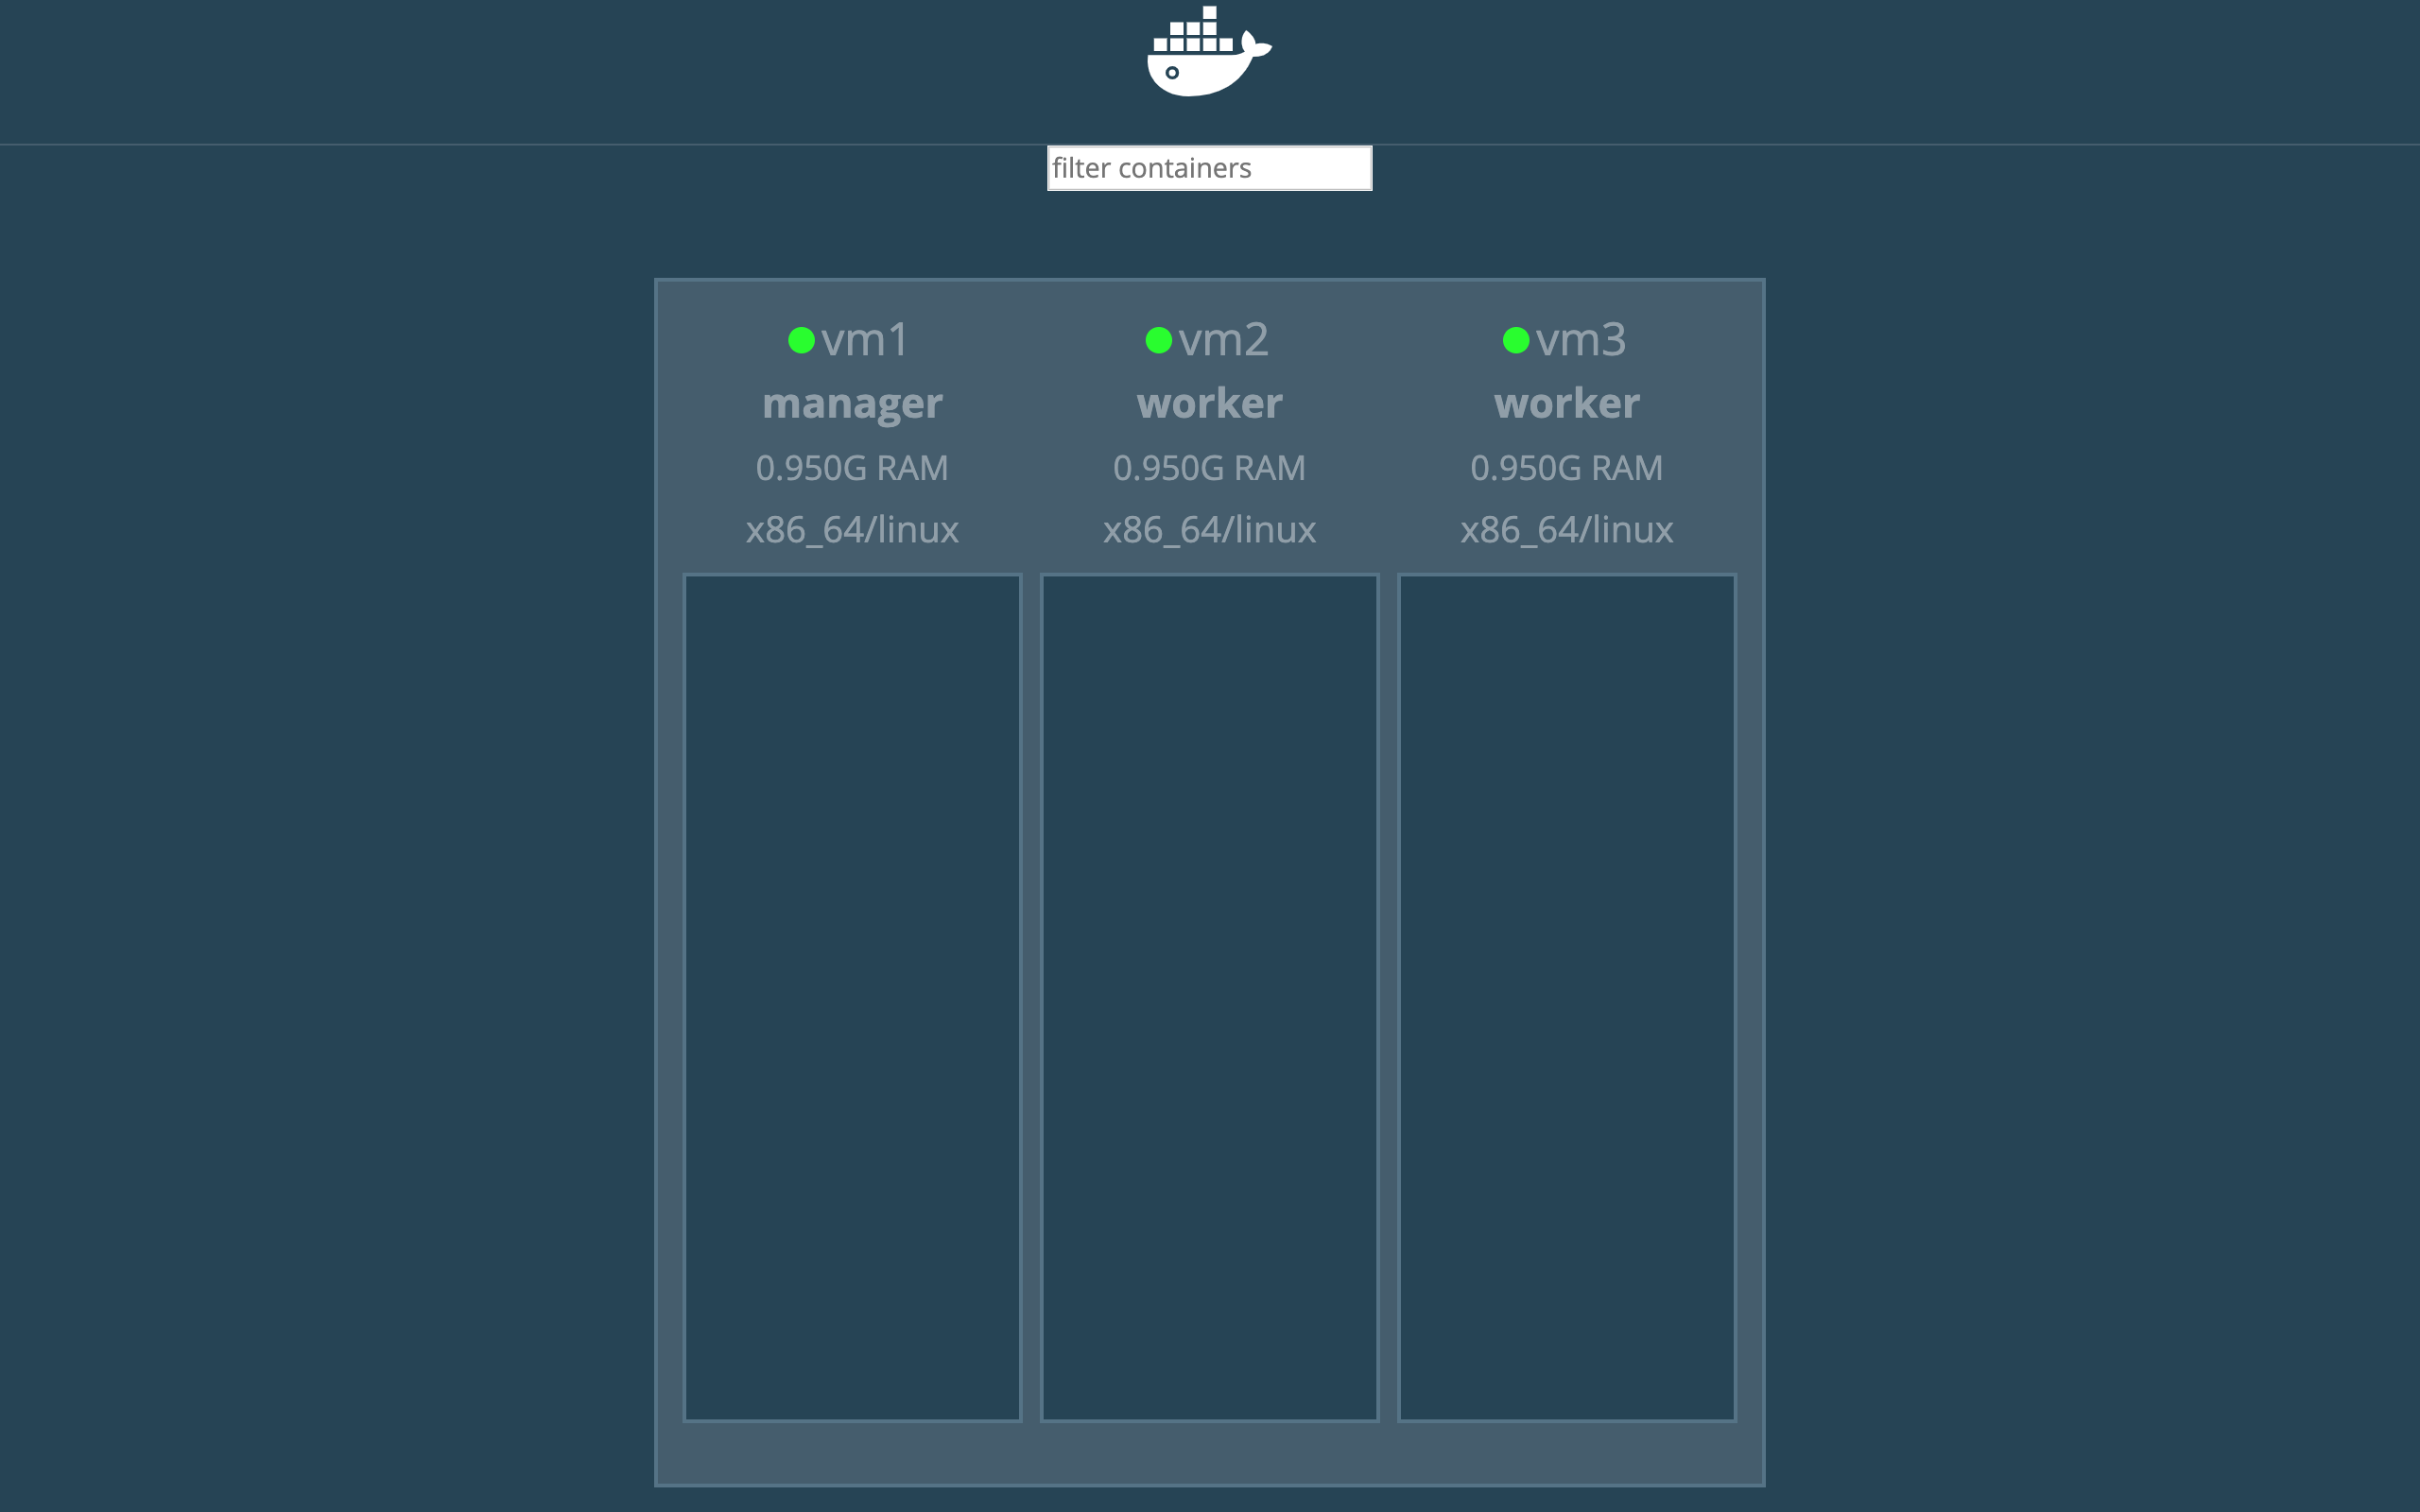 filter containers
vm1
manager
0.950G RAM
x86_64/linux
vm2
worker
0.950G RAM
x86_64/linux
vm3
worker
0.950G RAM
x86_64/linux